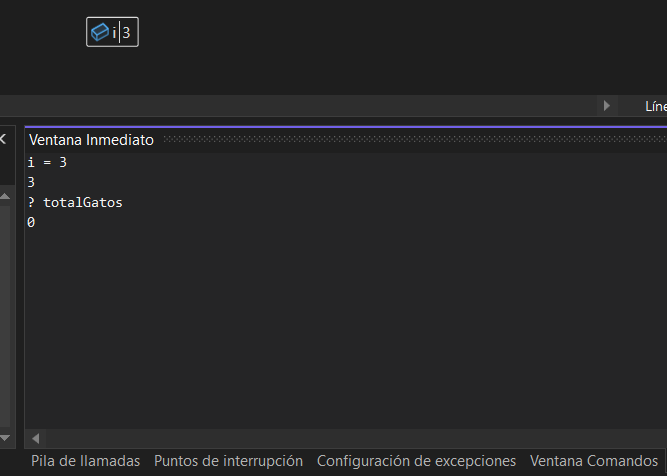 i 3
Líne
Ventana Inmediato
i = 3
3
? totalGatos
0
Pila de llamadas Puntos de interrupción Configuración de excepciones Ventana Comandos